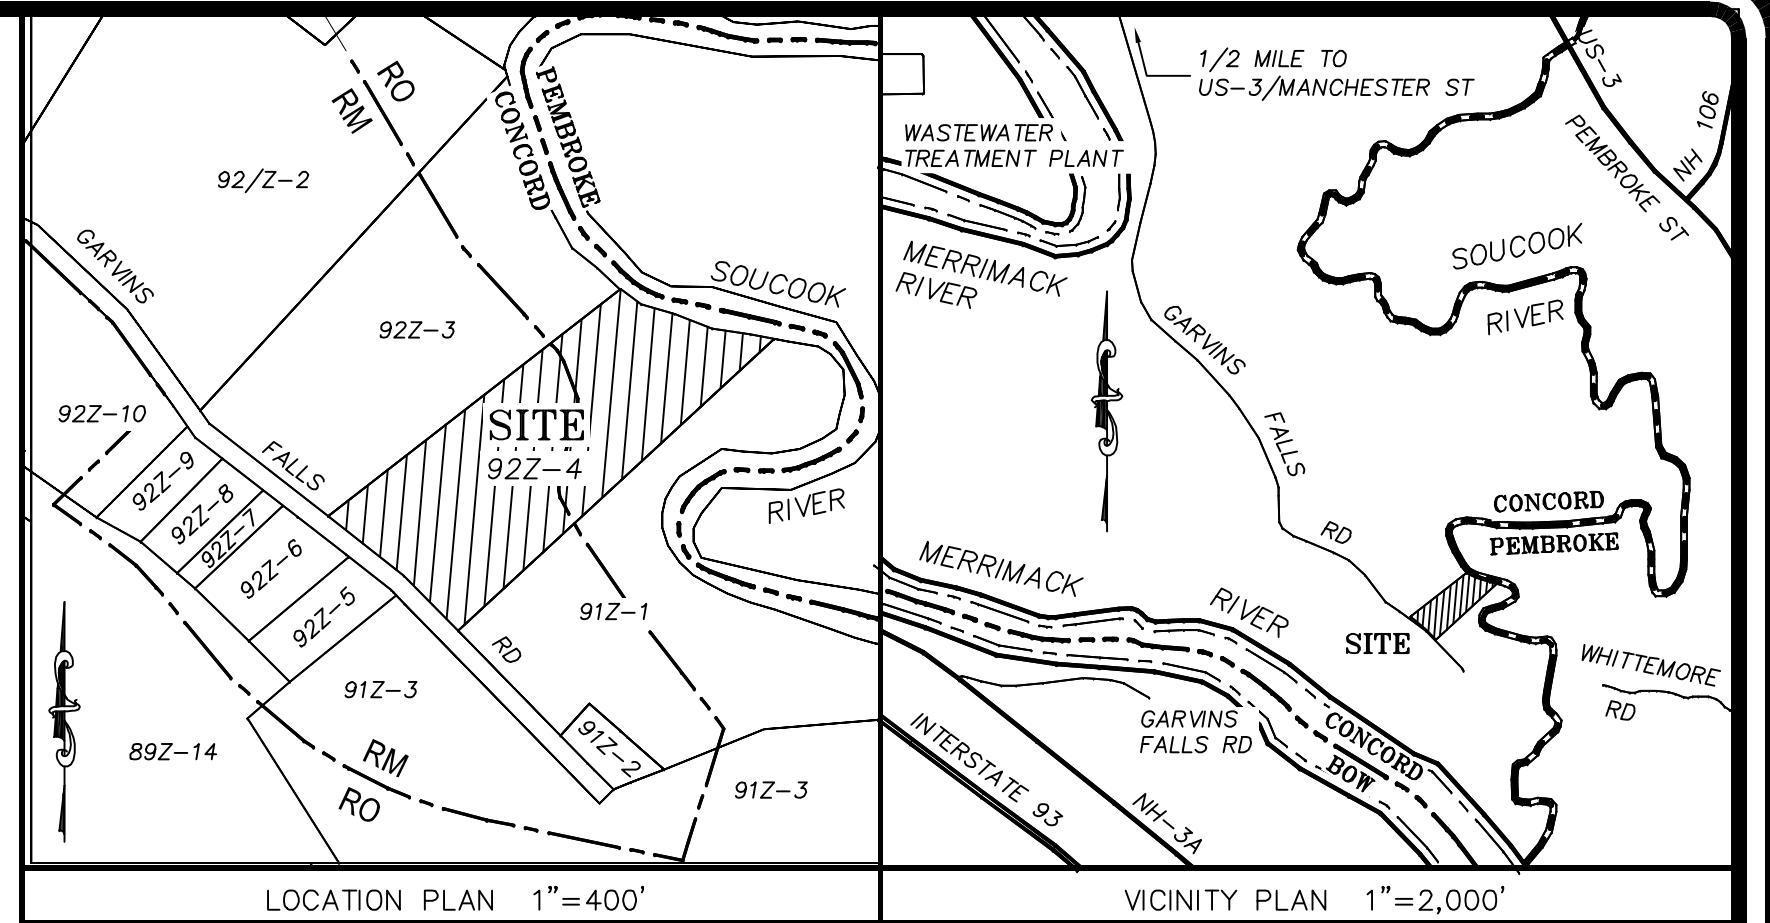 RO
RM
PEMBROKE
CONCORD
92/Z-2
GARVINS
SOUCOOK
92Z-3
92Z-10
SITE
92Z-4
FALLS
92Z-9
92Z-8
92Z-7
92Z-6
92Z-5
RIVER
91Z-1
RD
91Z-3
91Z-2
89Z-14
RM
RO
91Z-3
LOCATION PLAN 1"=400'
1/2 MILE TO
US-3/MANCHESTER ST
US-3
NH 106
PEMBROKE ST
WASTEWATER
TREATMENT PLANT
MERRIMACK
RIVER
SOUCOOK
RIVER
GARVINS
FALLS
RD
CONCORD
PEMBROKE
MERRIMACK
RIVER
SITE
WHITTEMORE
RD
GARVINS
FALLS RD
CONCORD
BOW
INTERSTATE 93
NH-3A
VICINITY PLAN 1"=2,000'